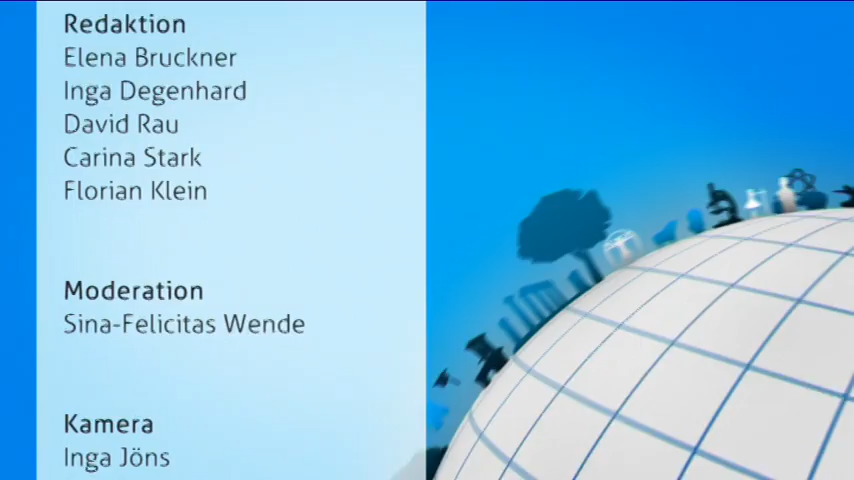 Redaktion
Elena Bruckner
Inga Degenhard
David Rau
Carina Stark
Florian Klein
Moderation
Sina-Felicitas Wende
Kamera
Inga Jöns